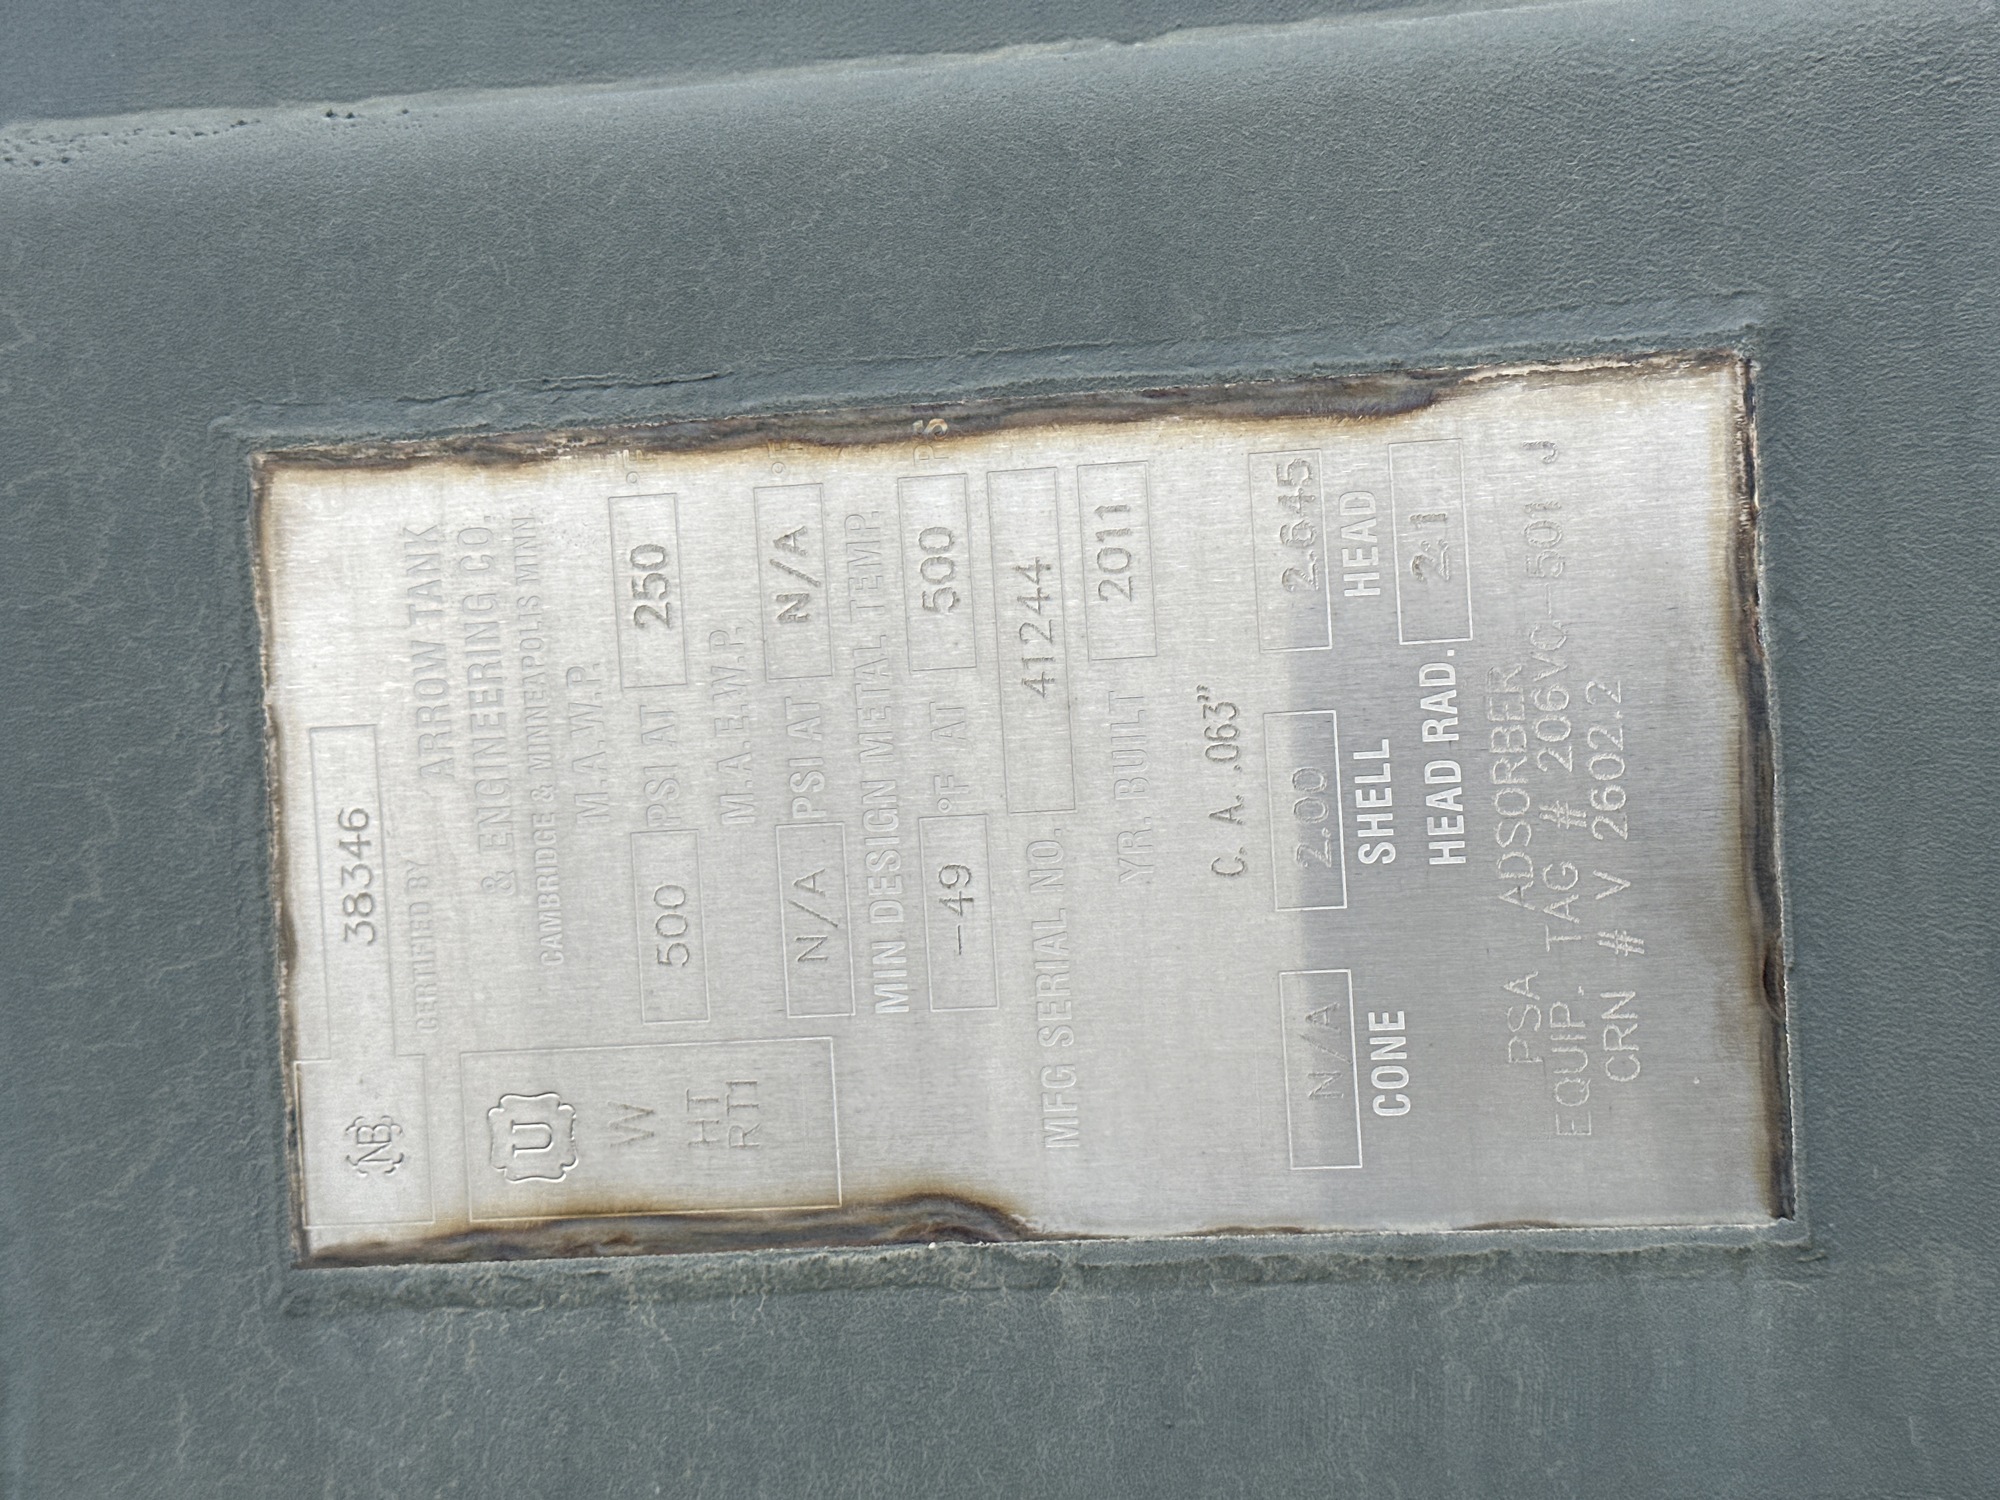 NB 38346
CERTIFIED BY
ARROW TANK
& ENGINEERING CO.
CAMBRIDGE & MINNEAPOLIS MINN.
M.A.W.P.
500 PSI AT 250 °F
M.A.E.W.P.
N/A PSI AT N/A °F
MIN DESIGN METAL TEMP.
-49 °F AT 500 PS
U
W
HT
RT1
MFG SERIAL NO. 41244
YR. BUILT 2011
C. A. .063"
N/A 2.00 2.645
CONE SHELL HEAD
HEAD RAD. 2:1
PSA ADSORBER
EQUIP. TAG # 206VC-501 J
CRN # V 2602.2